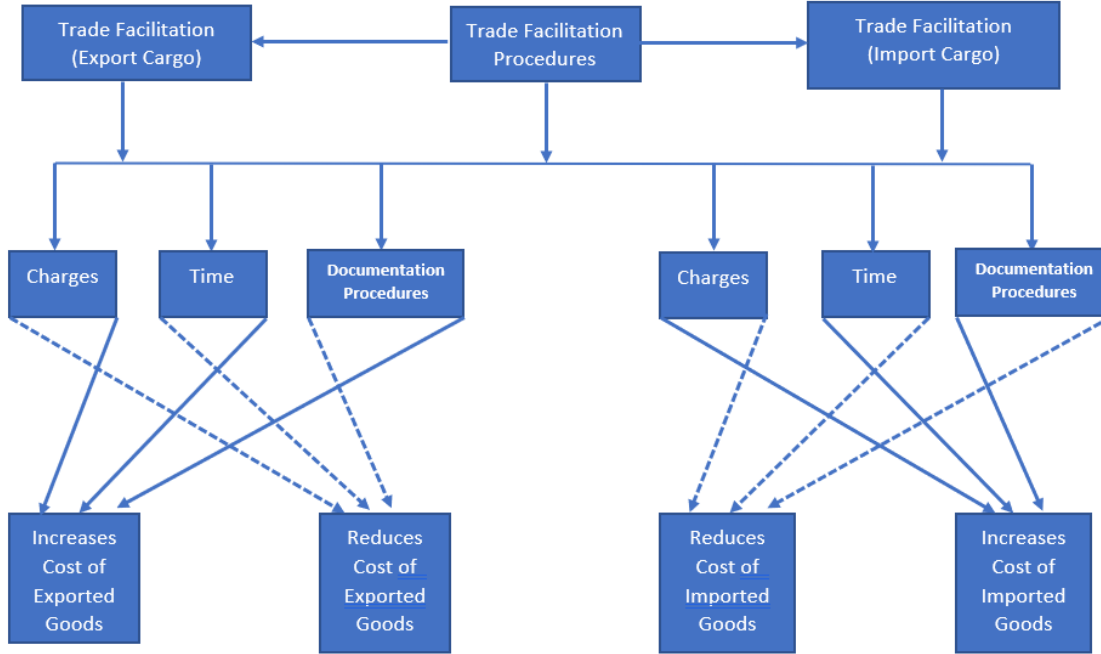 Trade Facilitation
(Export Cargo)
Trade Facilitation
Procedures
Trade Facilitation
(Import Cargo)
Charges
Time
Documentation
Procedures
Charges
Time
Documentation
Procedures
Increases
Cost of
Exported
Goods
Reduces
Cost of
Exported
Goods
Reduces
Cost of
Imported
Goods
Increases
Cost of
Imported
Goods